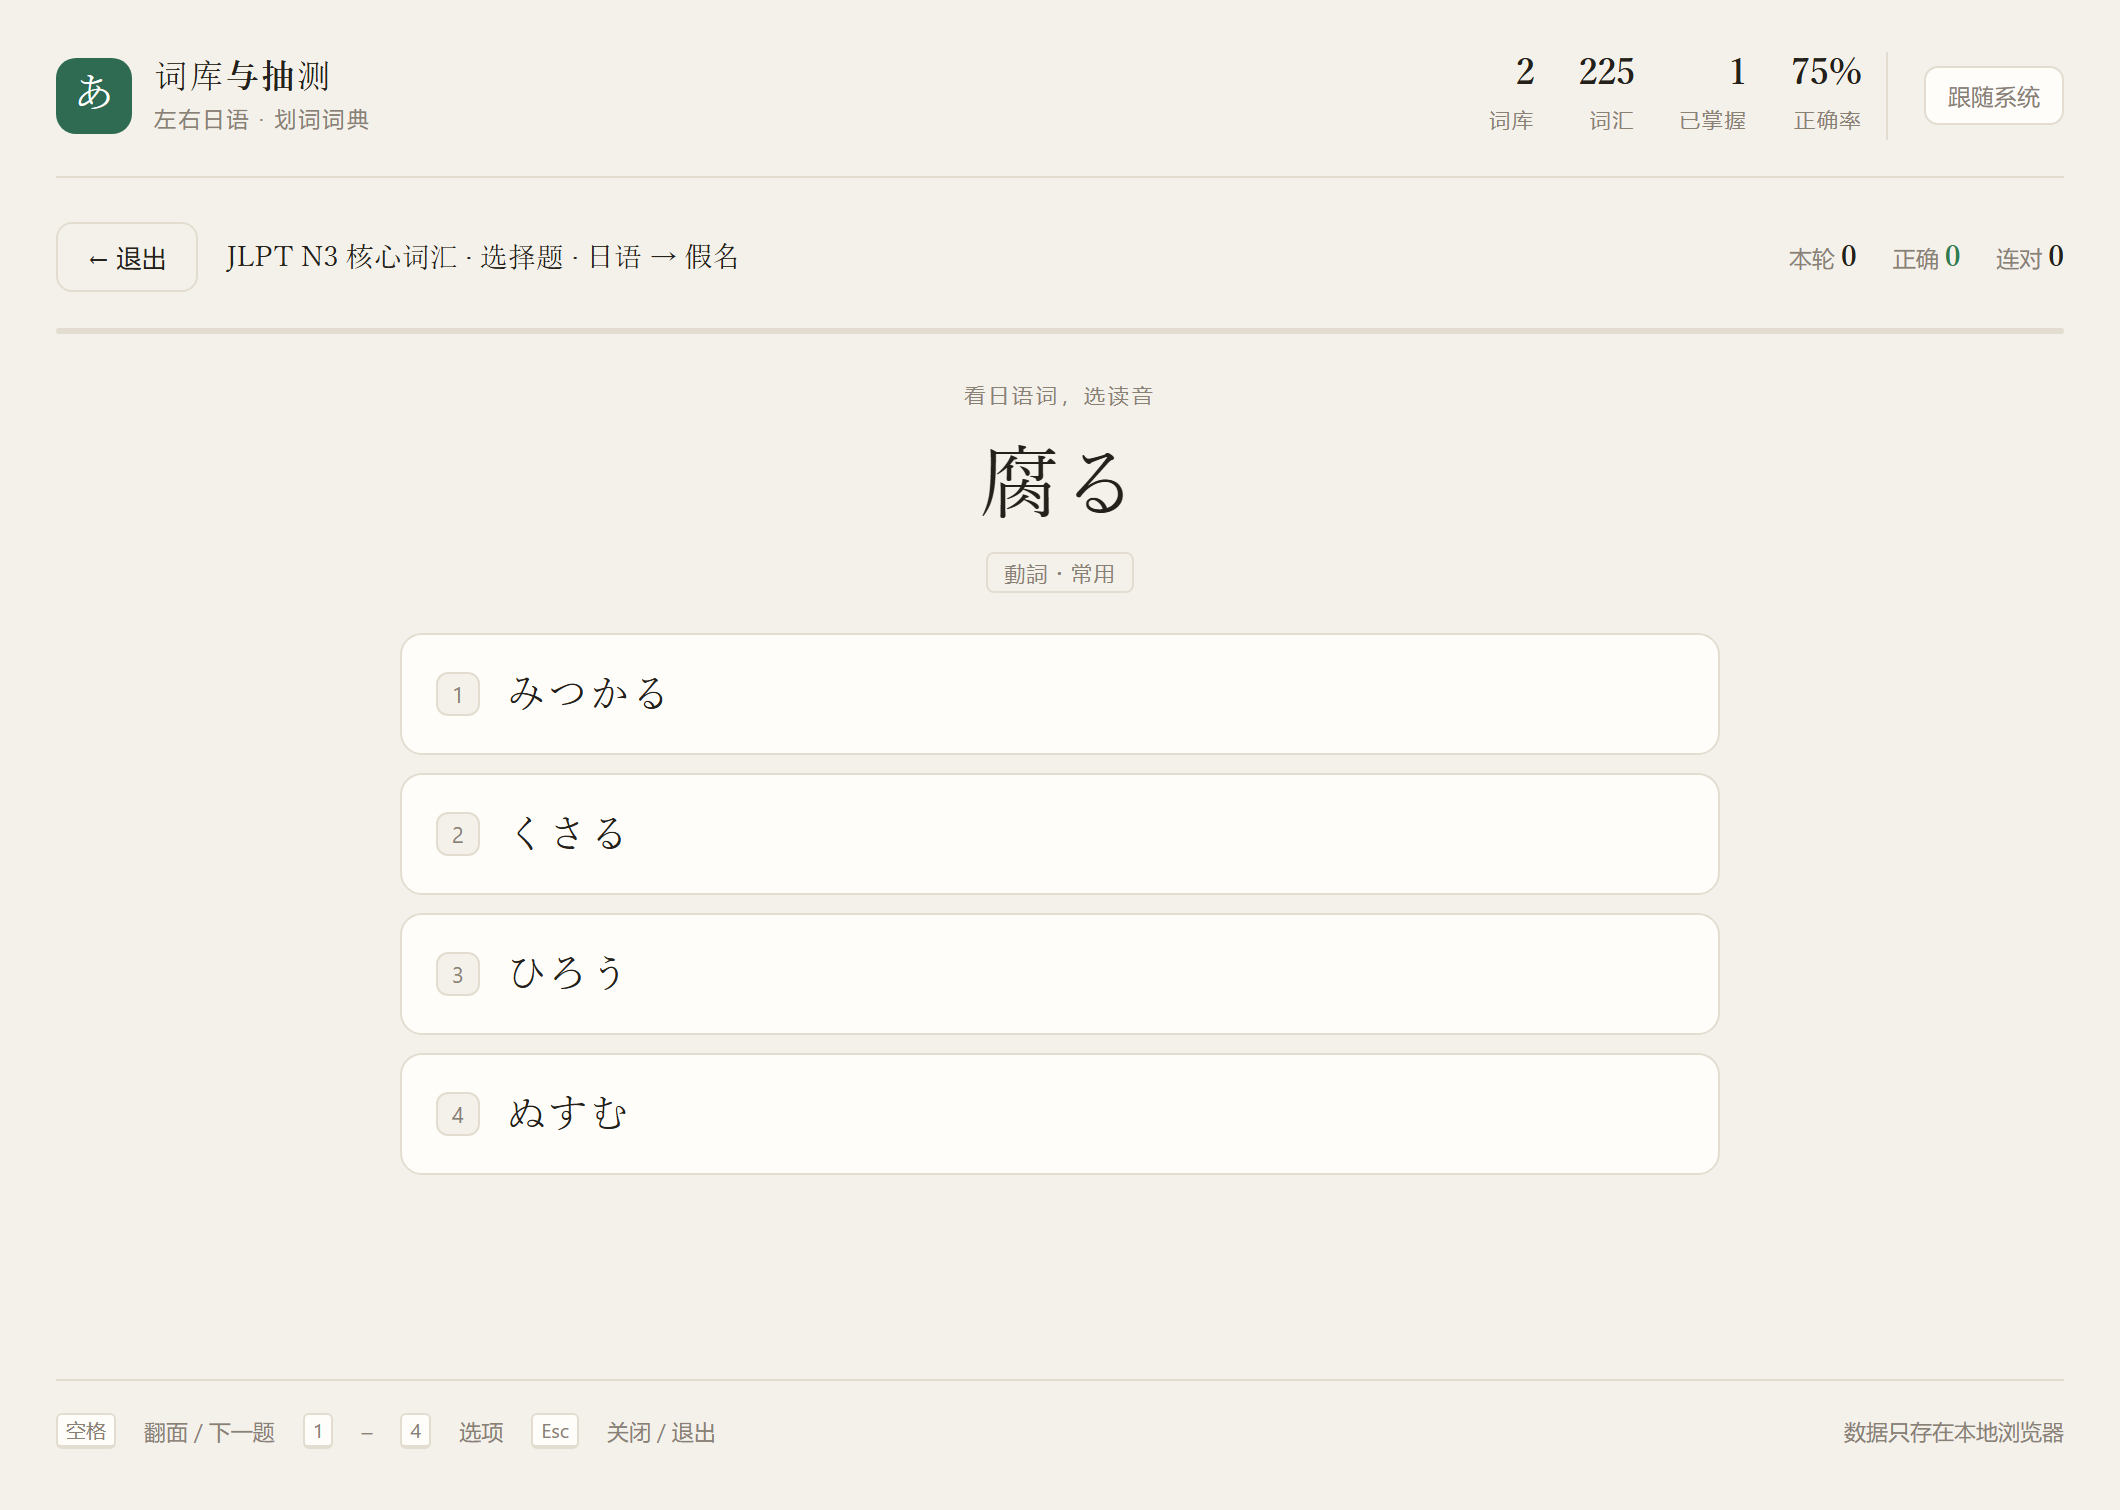 あ
词库与抽测
左右日语 · 划词词典
2 225 1 75%
词库 词汇 已掌握 正确率
跟随系统
← 退出
JLPT N3 核心词汇 · 选择题 · 日语 → 假名
本轮 0 正确 0 连对 0
看日语词，选读音
腐る
動詞 · 常用
1 みつかる
2 くさる
3 ひろう
4 ぬすむ
空格 翻面 / 下一题 1 – 4 选项 Esc 关闭 / 退出
数据只存在本地浏览器